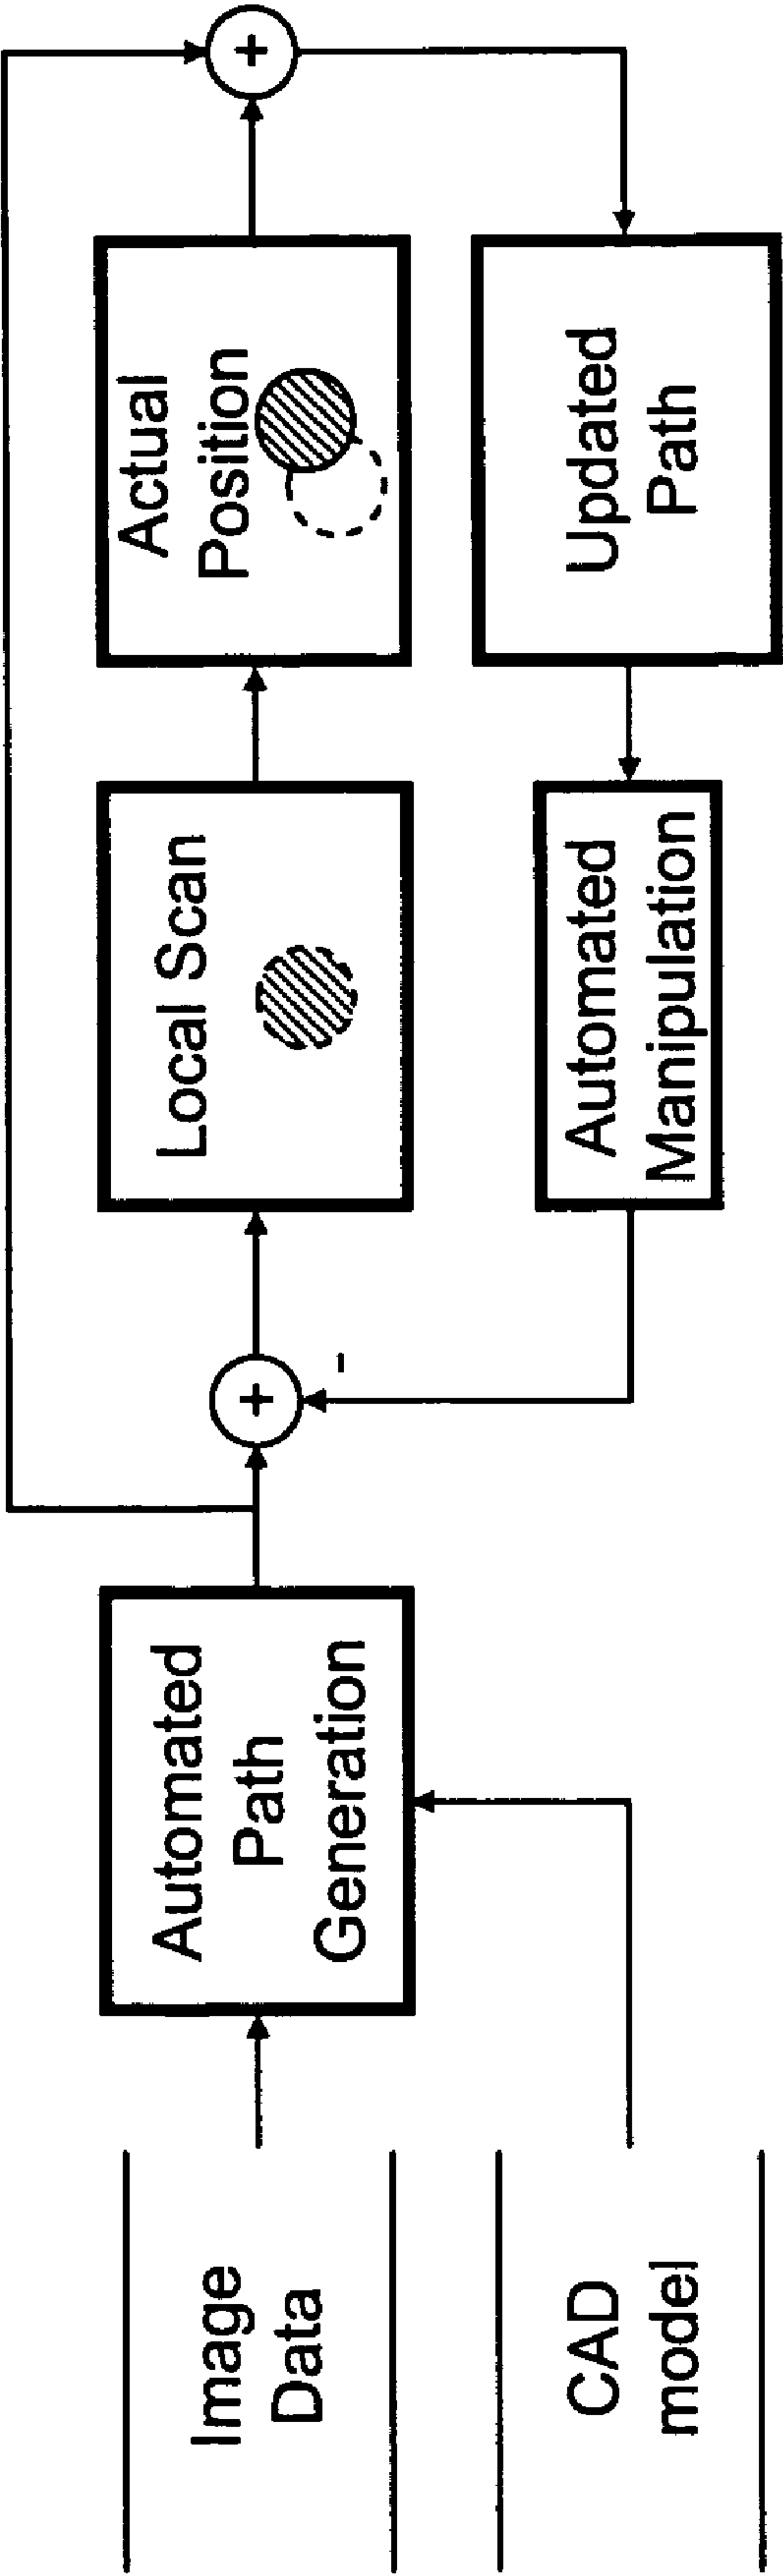 Image
Data
CAD
model
Automated
Path
Generation
+
-
Local Scan
Actual
Position
+
Updated
Path
Automated
Manipulation